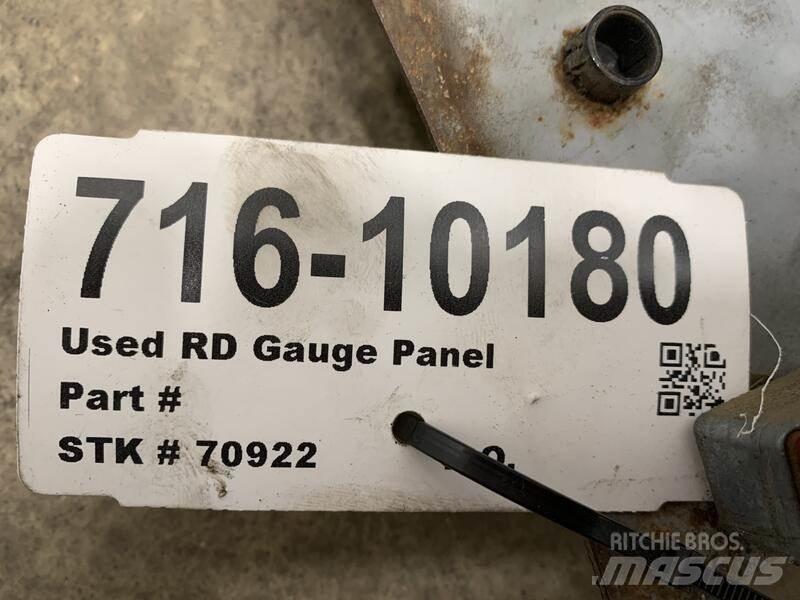 716-10180
Used RD Gauge Panel
Part #
STK # 70922
RITCHIE BROS.
MASCUS